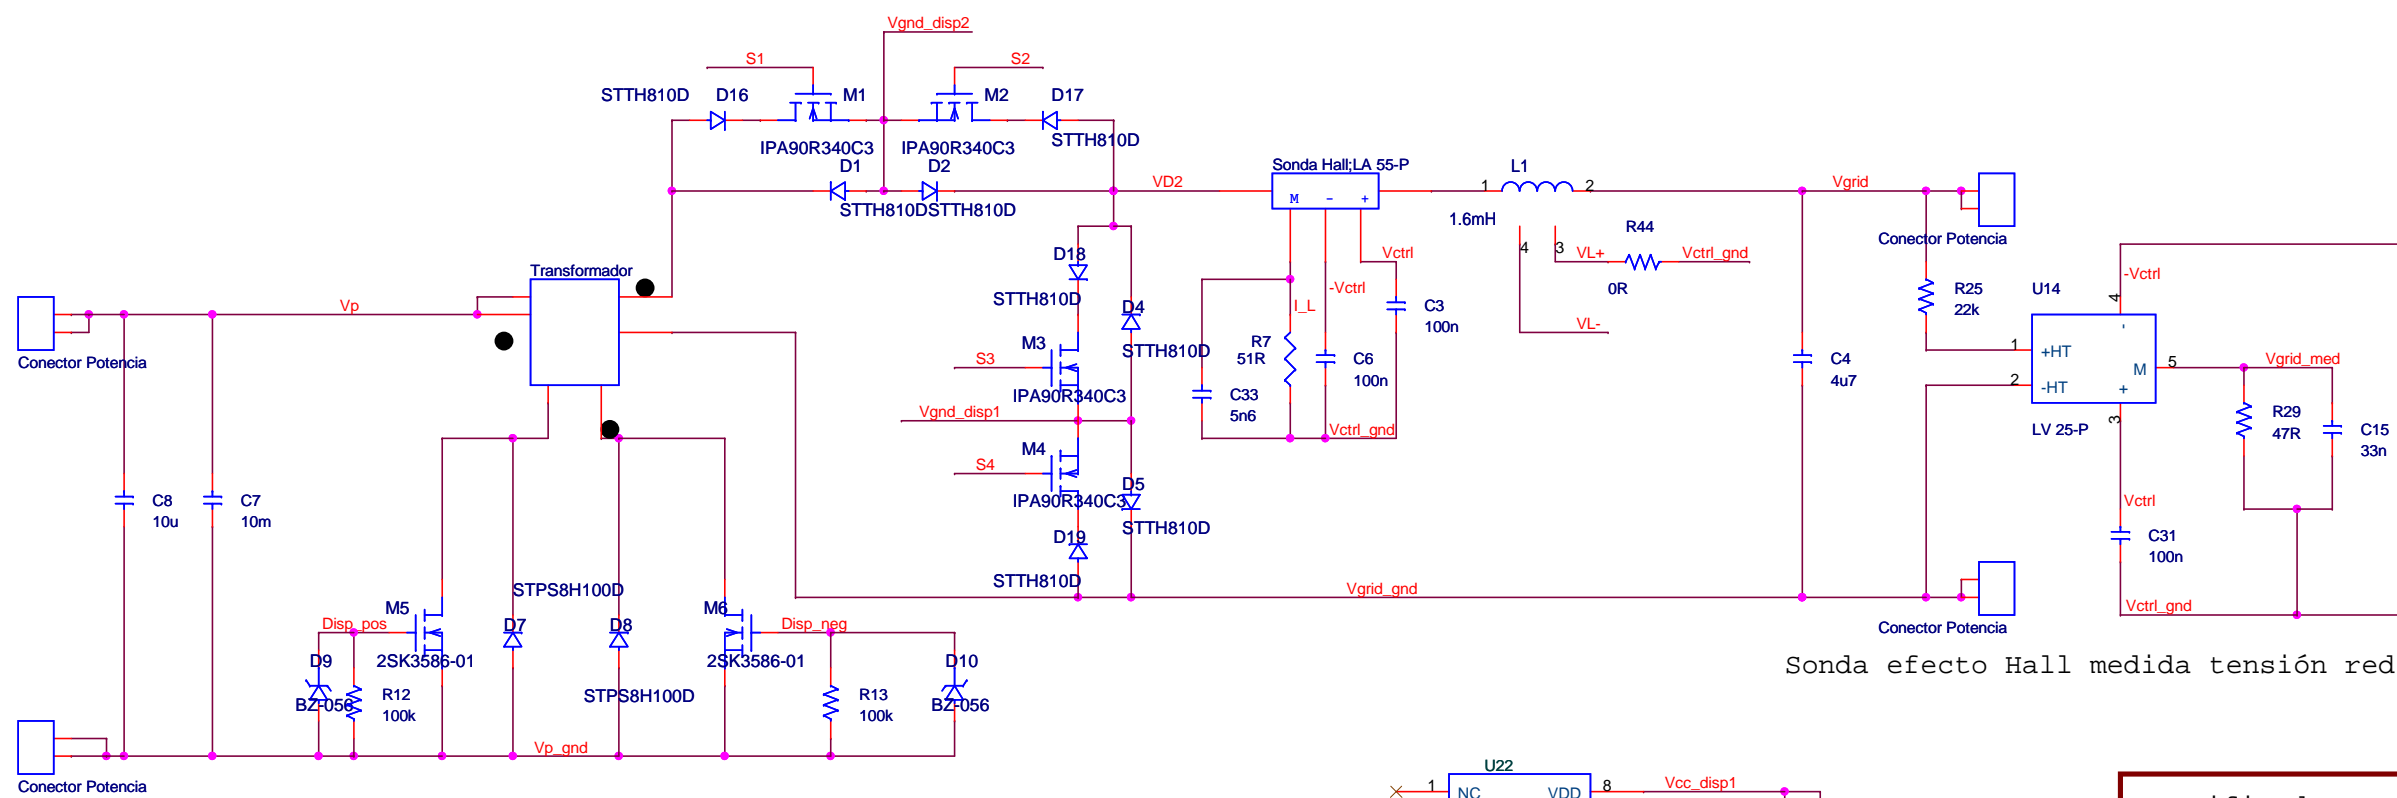 Vgnd_disp2
S1
S2
STTH810D
D16
M1
M2
D17
IPA90R340C3
IPA90R340C3
STTH810D
D1
D2
STTH810D
STTH810D
VD2
Sonda Hall;LA 55-P
M
-
+
L1
1
2
1.6mH
4
3
VL+
R44
0R
Vctrl_gnd
VL-
Vgrid
Conector Potencia
Transformador
Vp
Conector Potencia
D18
STTH810D
D4
STTH810D
M3
S3
IPA90R340C3
Vgnd_disp1
M4
S4
IPA90R340C3
D5
STTH810D
D19
STTH810D
Vctrl
-Vctrl
I_L
C3
100n
R7
51R
C6
100n
C33
5n6
Vctrl_gnd
C4
4u7
R25
22k
U14
-Vctrl
4
1
+HT
2
-HT
-
M
+
5
3
LV 25-P
Vgrid_med
R29
47R
C15
33n
Vctrl
C31
100n
Vctrl_gnd
C8
10u
C7
10m
STPS8H100D
M5
Disp_pos
D7
D8
M6
Disp_neg
2SK3586-01
2SK3586-01
D9
BZ-056
R12
100k
STPS8H100D
R13
100k
D10
BZ-056
Vp_gnd
Vgrid_gnd
Conector Potencia
Conector Potencia
Sonda efecto Hall medida tensión red
U22
1
NC
VDD
8
Vcc_disp1